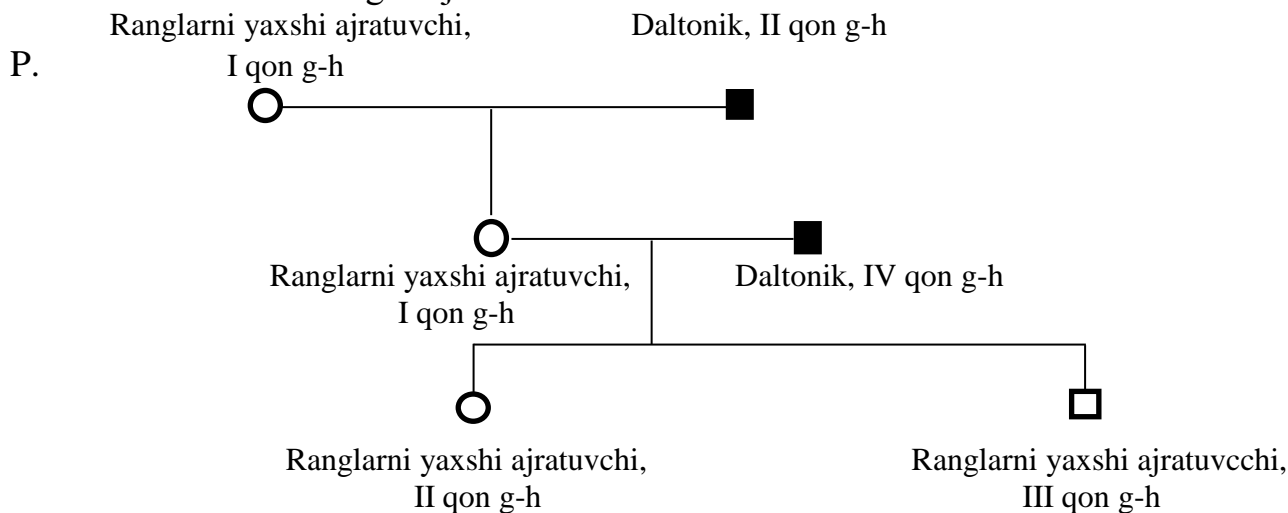 Ranglarni yaxshi ajratuvchi,
I qon g-h
Daltonik, II qon g-h
P.
Ranglarni yaxshi ajratuvchi,
I qon g-h
Daltonik, IV qon g-h
Ranglarni yaxshi ajratuvchi,
II qon g-h
Ranglarni yaxshi ajratuvcchi,
III qon g-h